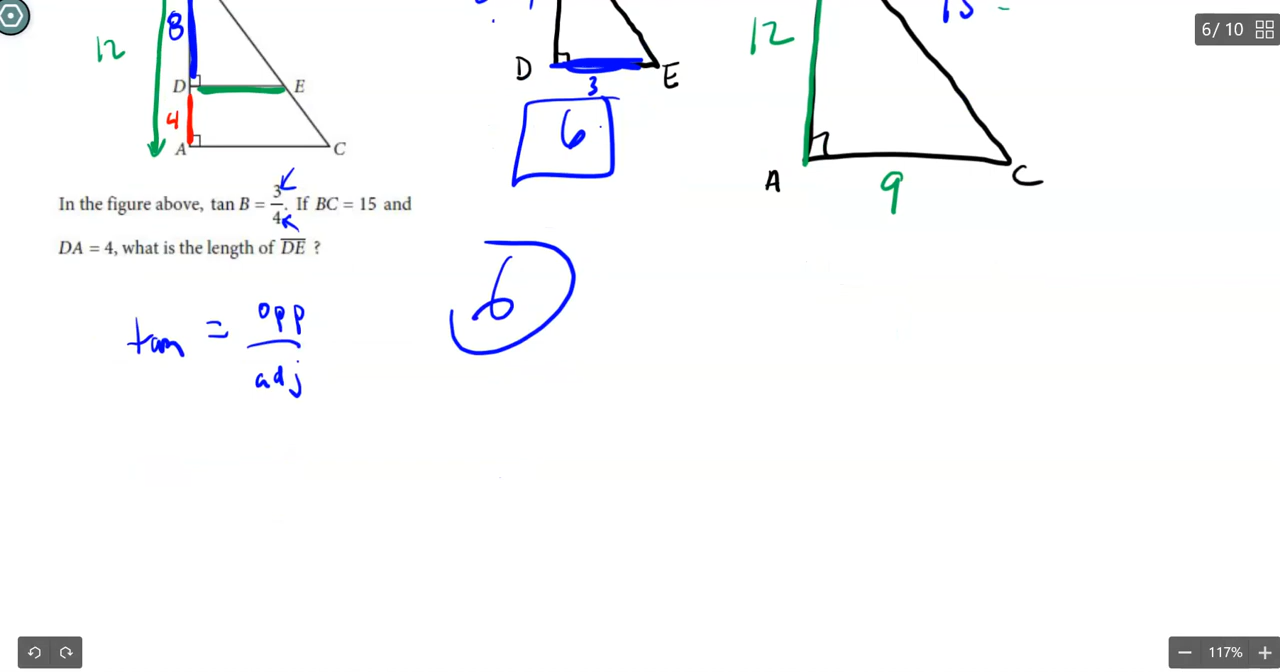 6 / 10
8
12
15
12
D
E
D
E
3
4
6
A
C
A
C
9
In the figure above, tan B = 3/4. If BC = 15 and
DA = 4, what is the length of DE ?
6
tan = opp
adj
117%